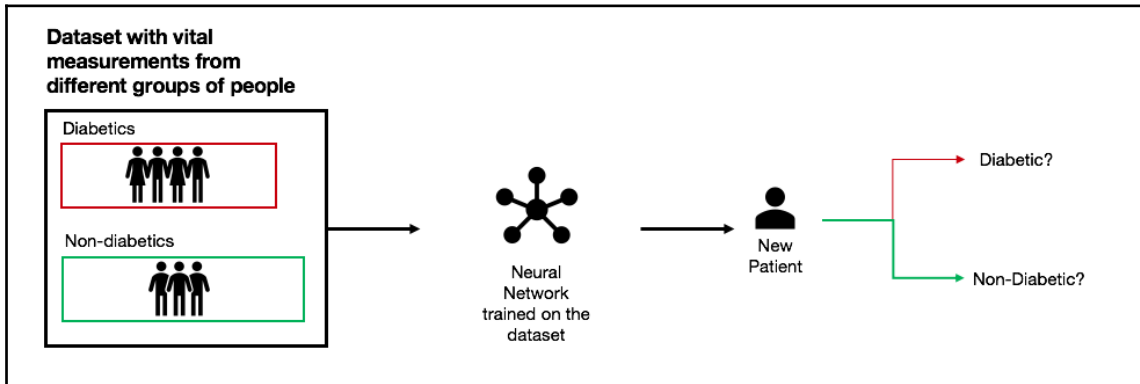 Dataset with vital
measurements from
different groups of people
Diabetics
Non-diabetics
Neural
Network
trained on the
dataset
New
Patient
Diabetic?
Non-Diabetic?